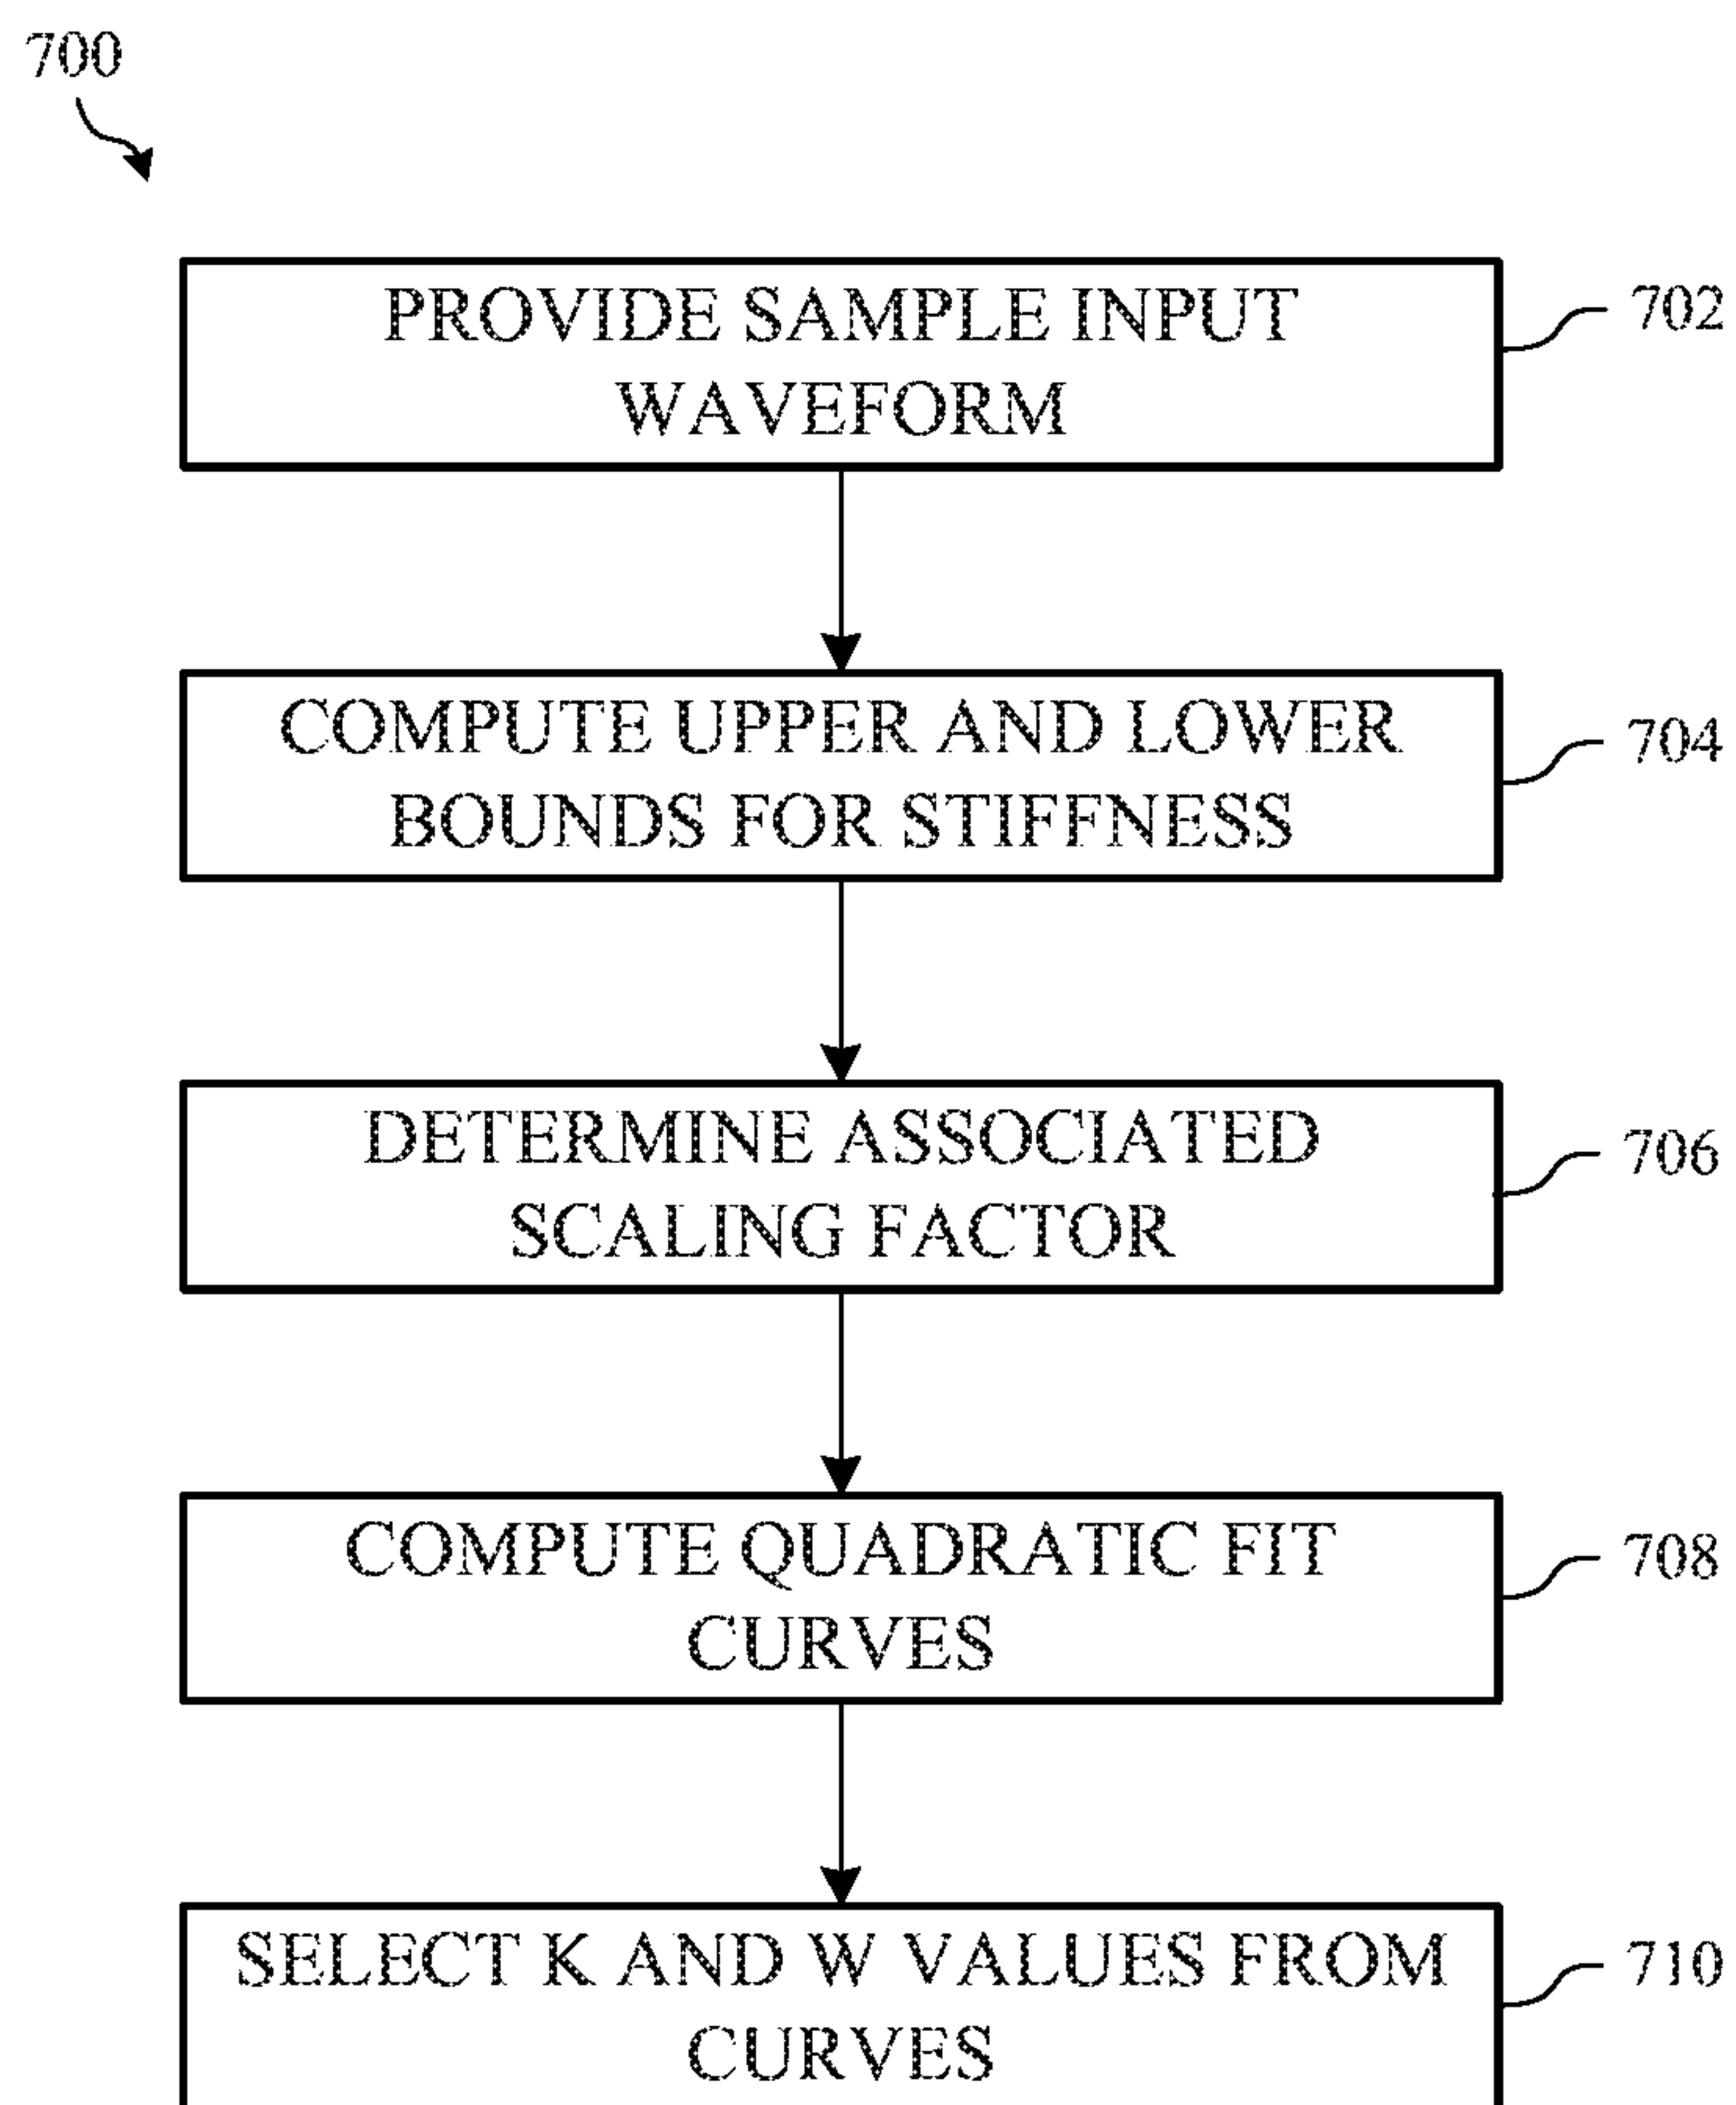 700
PROVIDE SAMPLE INPUT
WAVEFORM
702
COMPUTE UPPER AND LOWER
BOUNDS FOR STIFFNESS
704
DETERMINE ASSOCIATED
SCALING FACTOR
706
COMPUTE QUADRATIC FIT
CURVES
708
SELECT K AND W VALUES FROM
CURVES
710